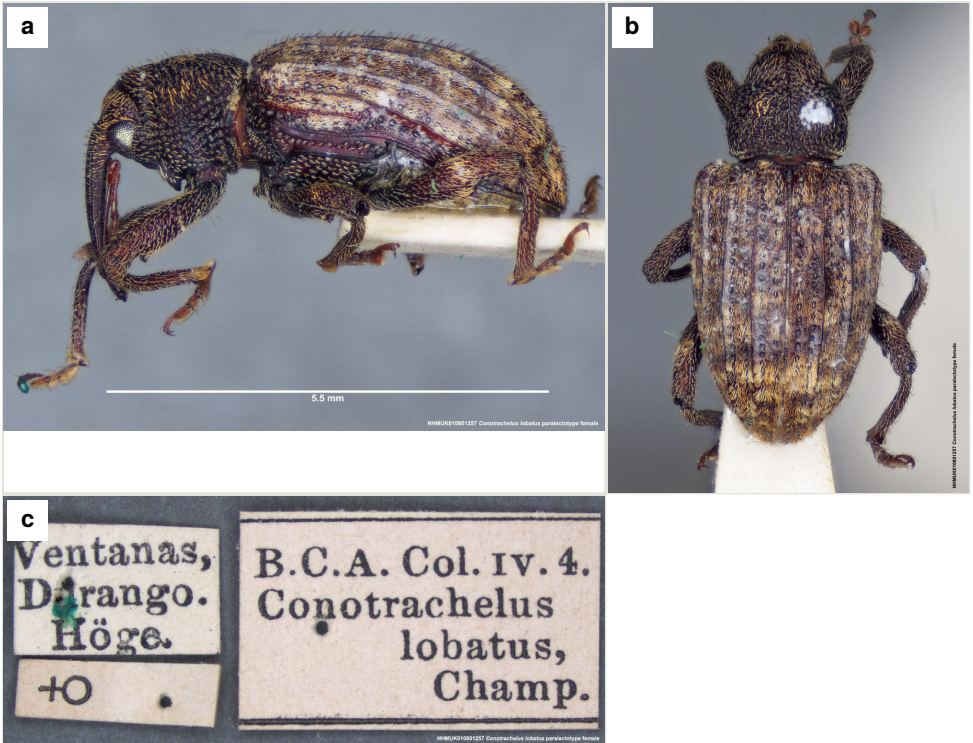 a
5.5 mm
NHMUK010801257 Conotrachelus lobatus paralectotype female
b
NHMUK010801257 Conotrachelus lobatus paralectotype female
c
Ventanas,
Durango.
Höge.
♀
B.C.A. Col. IV. 4.
Conotrachelus
lobatus,
Champ.
NHMUK010801257 Conotrachelus lobatus paralectotype female